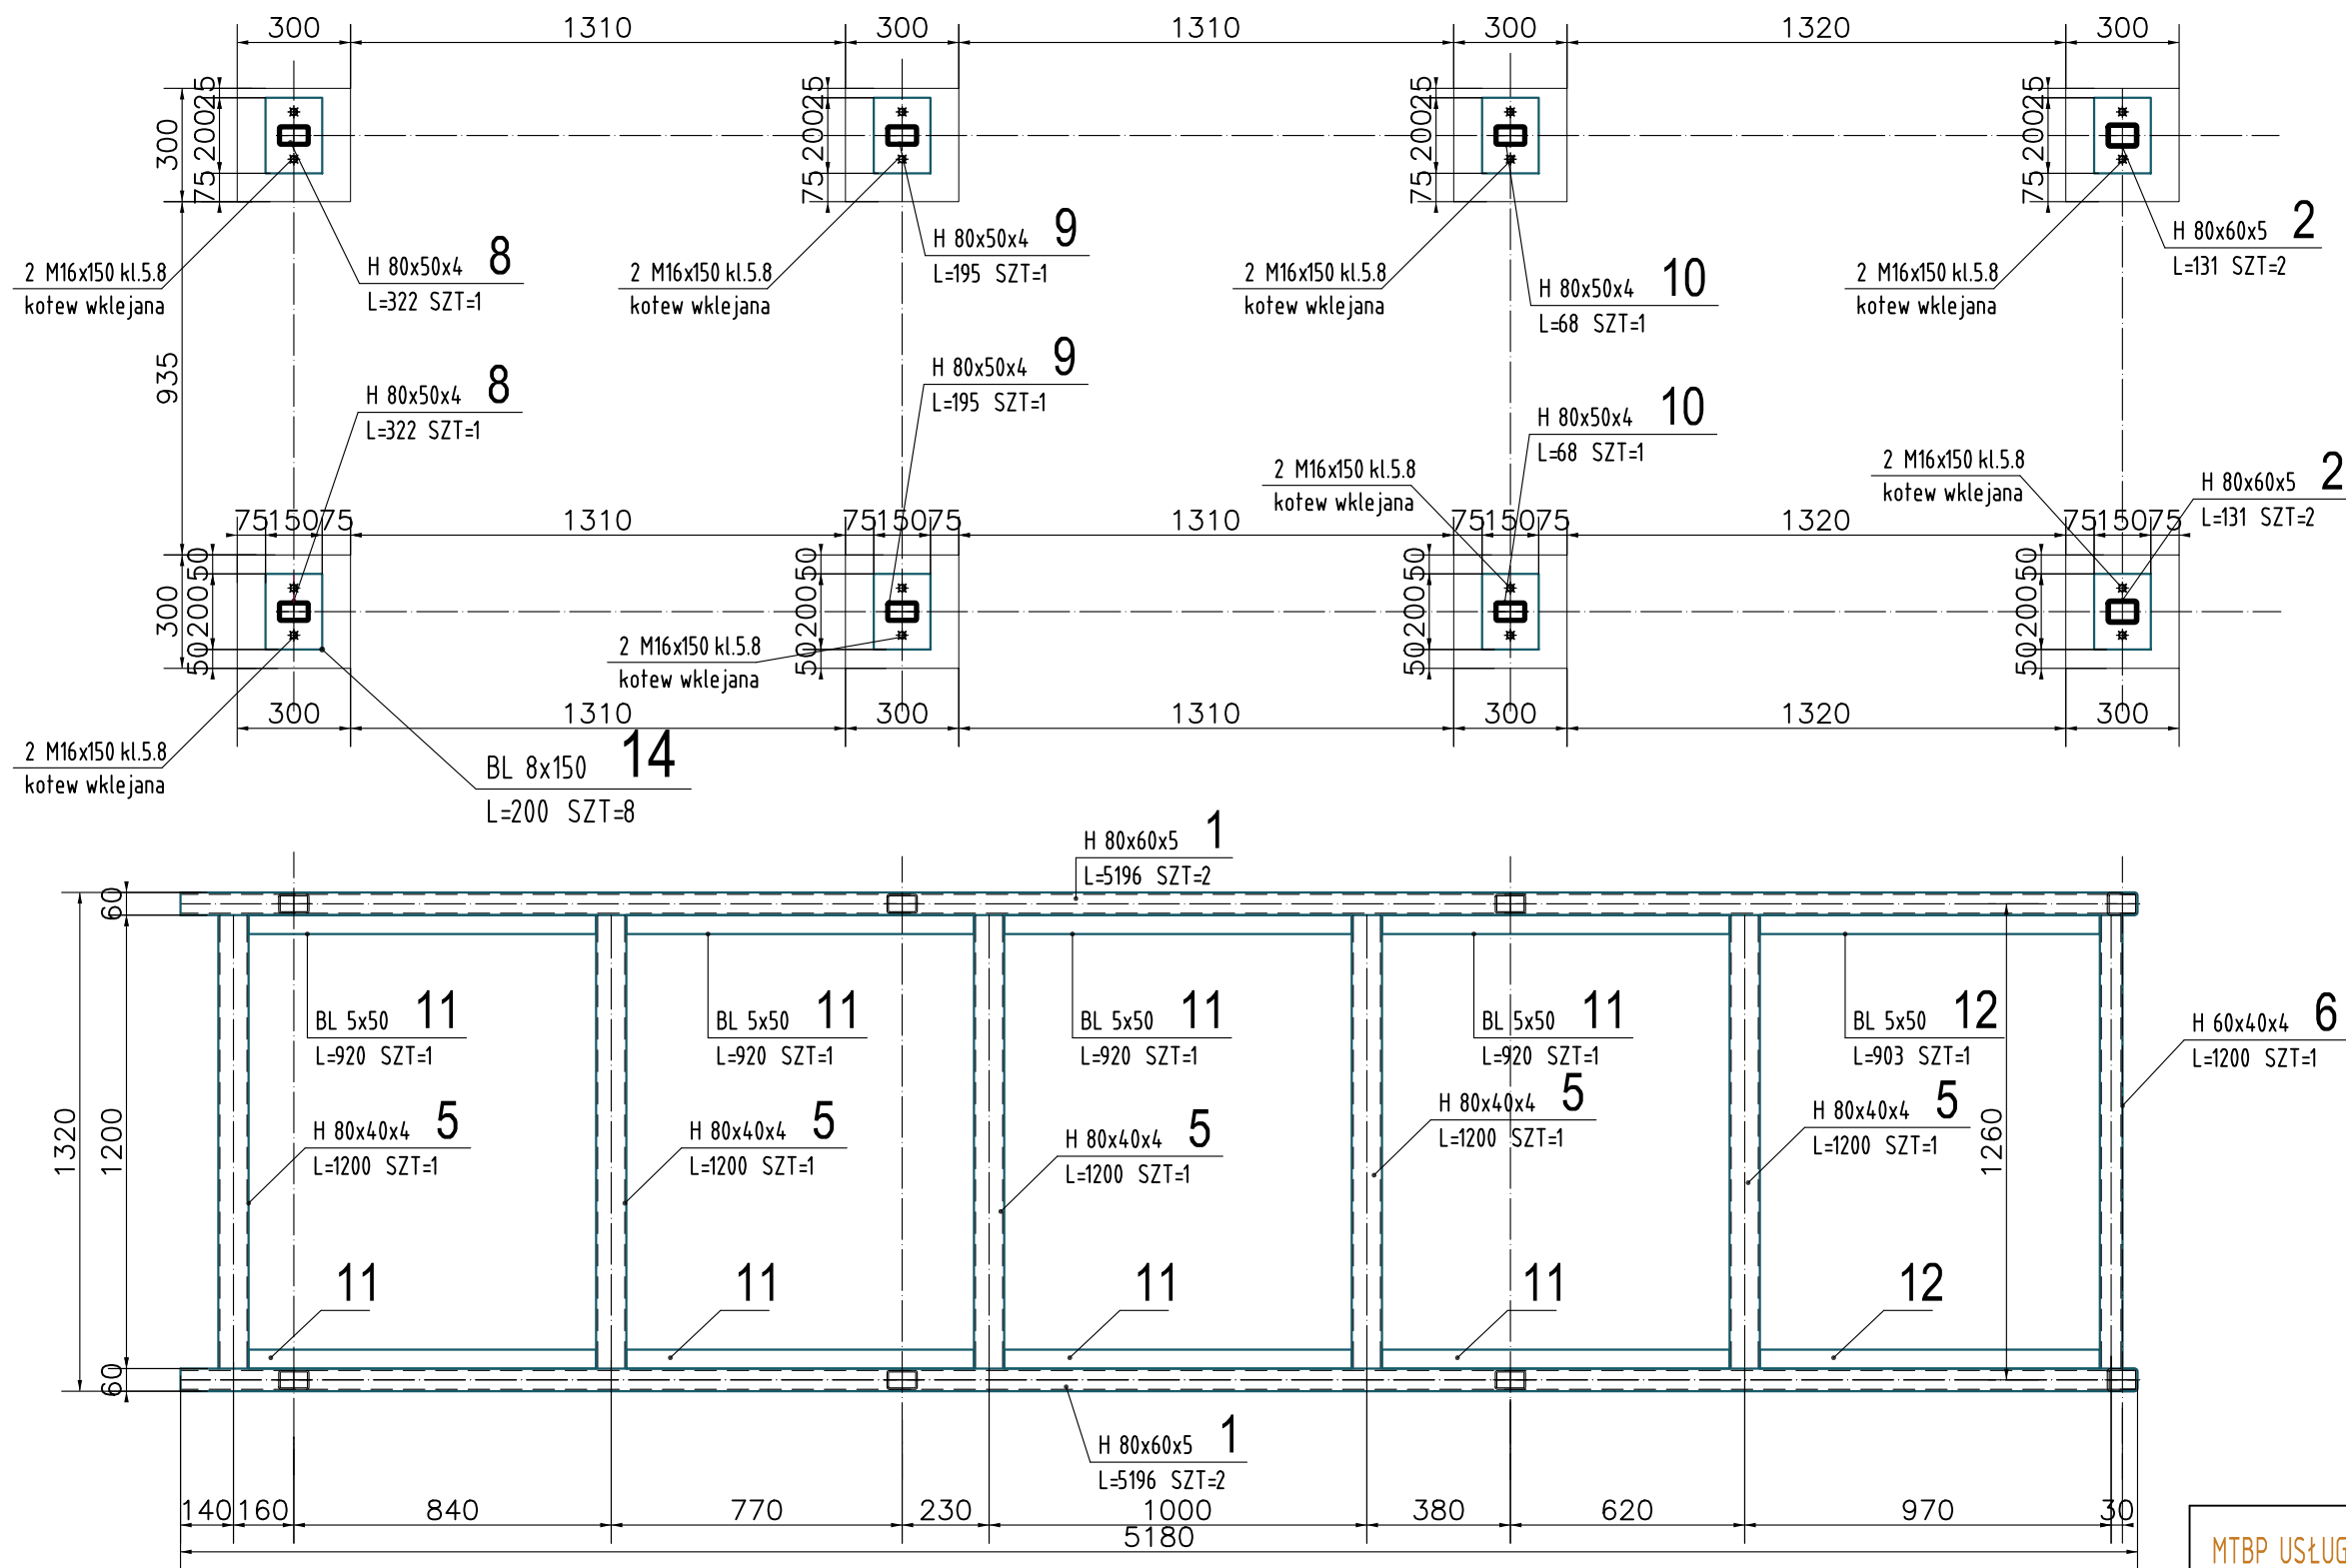 300 1310 300 1310 300 1320 300
25 25 25 25
200 200 200 200
300
75 75 75 75
H 80x50x4 8
L=322 SZT=1
2 M16x150 kl.5.8
kotew wklejana
H 80x50x4 9
L=195 SZT=1
2 M16x150 kl.5.8
kotew wklejana
H 80x50x4 10
L=68 SZT=1
2 M16x150 kl.5.8
kotew wklejana
H 80x60x5 2
L=131 SZT=2
2 M16x150 kl.5.8
kotew wklejana
935
H 80x50x4 8
L=322 SZT=1
H 80x50x4 9
L=195 SZT=1
H 80x50x4 10
L=68 SZT=1
2 M16x150 kl.5.8
kotew wklejana
2 M16x150 kl.5.8
kotew wklejana
H 80x60x5 2
L=131 SZT=2
75 150 75 1310 75 150 75 1310 75 150 75 1320 75 150 75
50 50 50 50
300 200 200 200 200
50 50 50 50
2 M16x150 kl.5.8
kotew wklejana
300 1310 300 1310 300 1320 300
2 M16x150 kl.5.8
kotew wklejana
BL 8x150 14
L=200 SZT=8
H 80x60x5 1
L=5196 SZT=2
60
1320
1200
60
BL 5x50 11
L=920 SZT=1
BL 5x50 11
L=920 SZT=1
BL 5x50 11
L=920 SZT=1
BL 5x50 11
L=920 SZT=1
BL 5x50 12
L=903 SZT=1
H 60x40x4 6
L=1200 SZT=1
H 80x40x4 5
L=1200 SZT=1
H 80x40x4 5
L=1200 SZT=1
H 80x40x4 5
L=1200 SZT=1
H 80x40x4 5
L=1200 SZT=1
H 80x40x4 5
L=1200 SZT=1
1260
11 11 11 11 12
H 80x60x5 1
L=5196 SZT=2
140 160 840 770 230 1000 380 620 970 30
5180
MTBP USŁUG